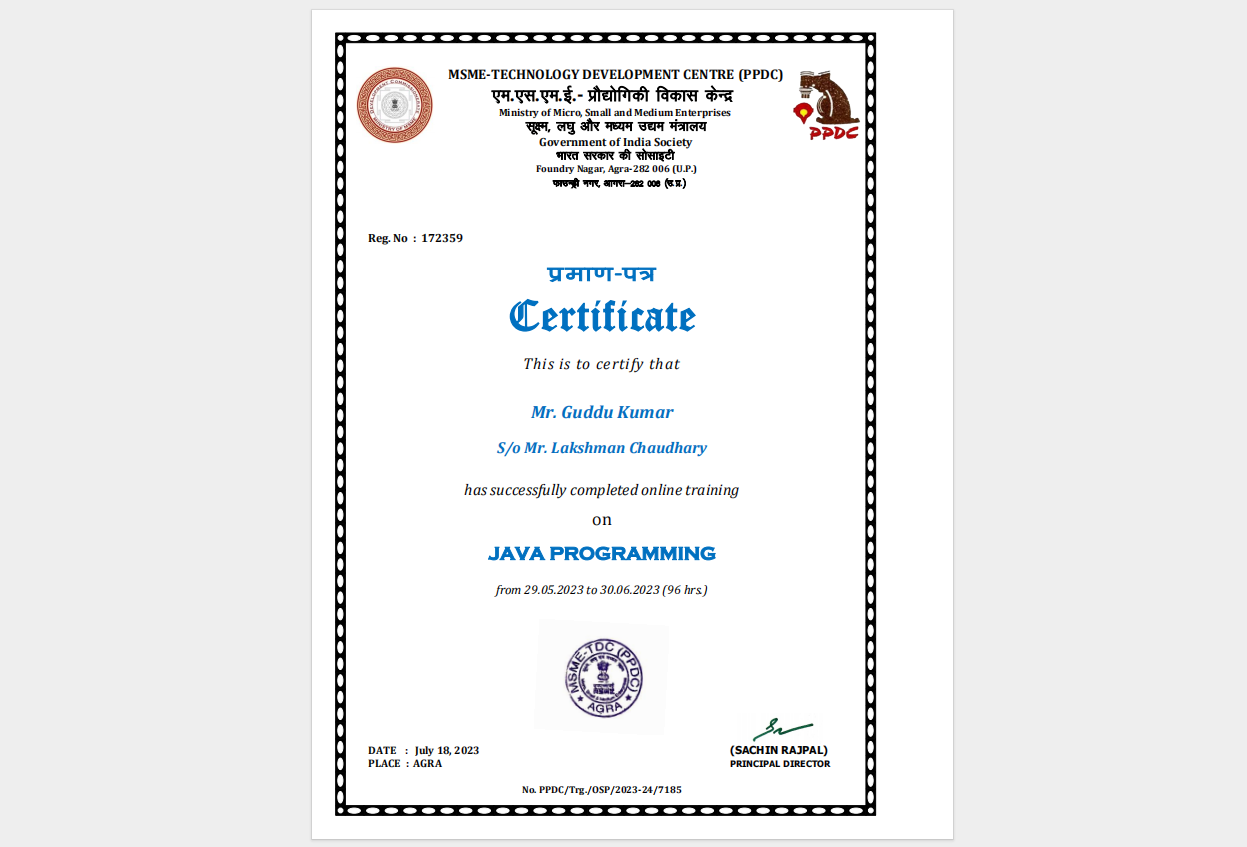 MSME-TECHNOLOGY DEVELOPMENT CENTRE (PPDC)
एम.एस.एम.ई.- प्रौद्योगिकी विकास केन्द्र
Ministry of Micro, Small and Medium Enterprises
सूक्ष्म, लघु और मध्यम उद्यम मंत्रालय
Government of India Society
भारत सरकार की सोसाइटी
Foundry Nagar, Agra-282 006 (U.P.)
फाउन्ड्री नगर, आगरा–282 006 (उ.प्र.)
PPDC
Reg. No : 172359
प्रमाण-पत्र
Certificate
This is to certify that
Mr. Guddu Kumar
S/o Mr. Lakshman Chaudhary
has successfully completed online training
on
JAVA PROGRAMMING
from 29.05.2023 to 30.06.2023 (96 hrs.)
MSME-TDC (PPDC)
AGRA
DATE : July 18, 2023
PLACE : AGRA
(SACHIN RAJPAL)
PRINCIPAL DIRECTOR
No. PPDC/Trg./OSP/2023-24/7185